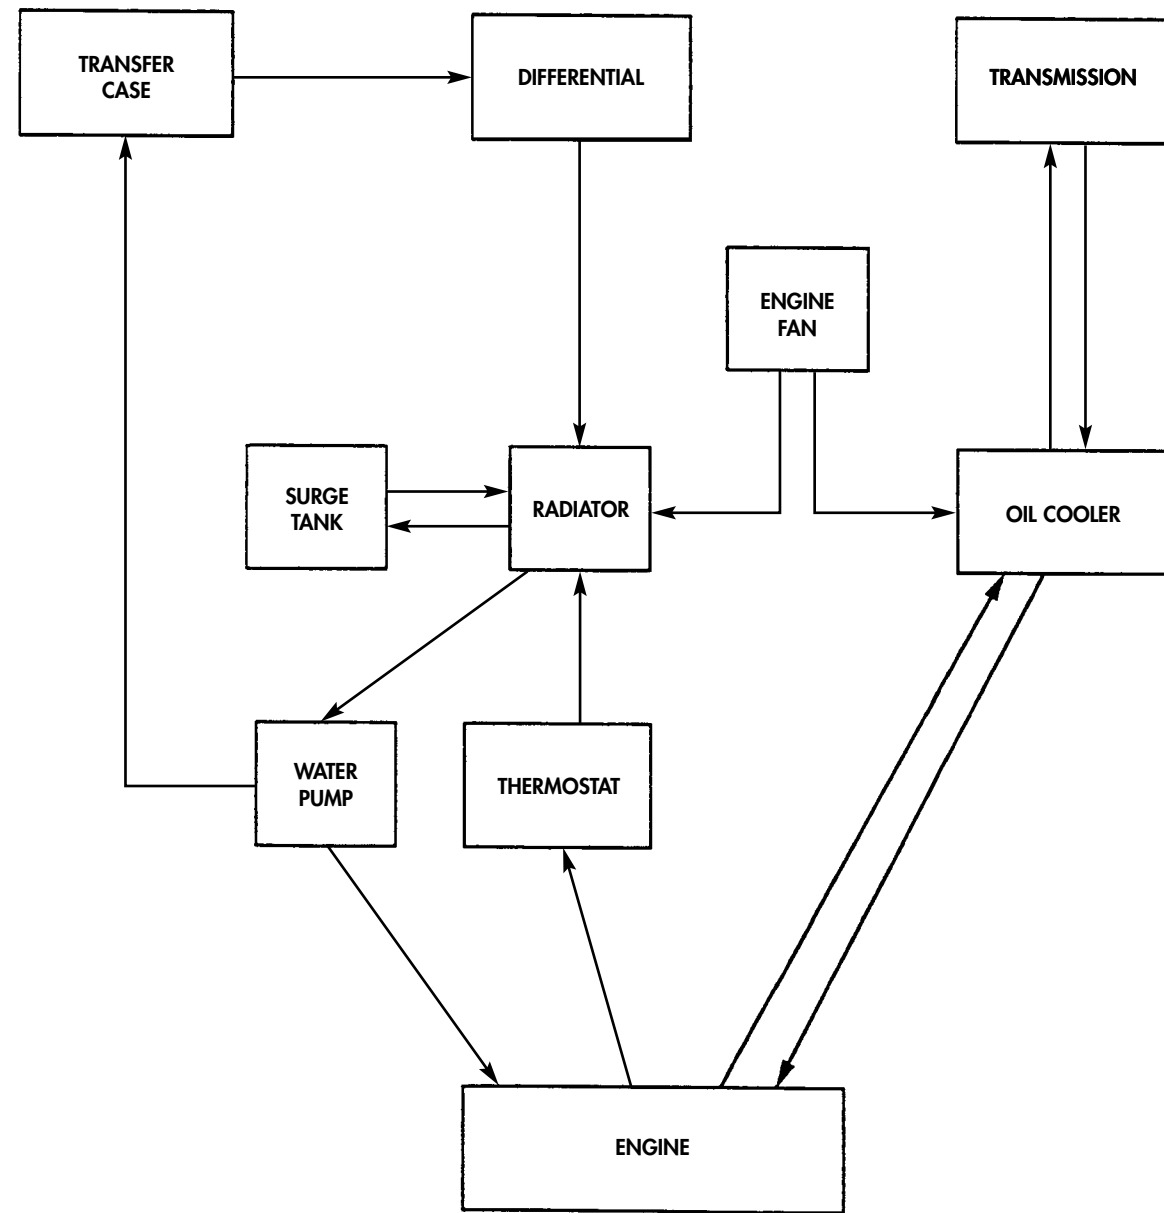 TRANSFER
CASE
DIFFERENTIAL
TRANSMISSION
ENGINE
FAN
SURGE
TANK
RADIATOR
OIL COOLER
WATER
PUMP
THERMOSTAT
ENGINE